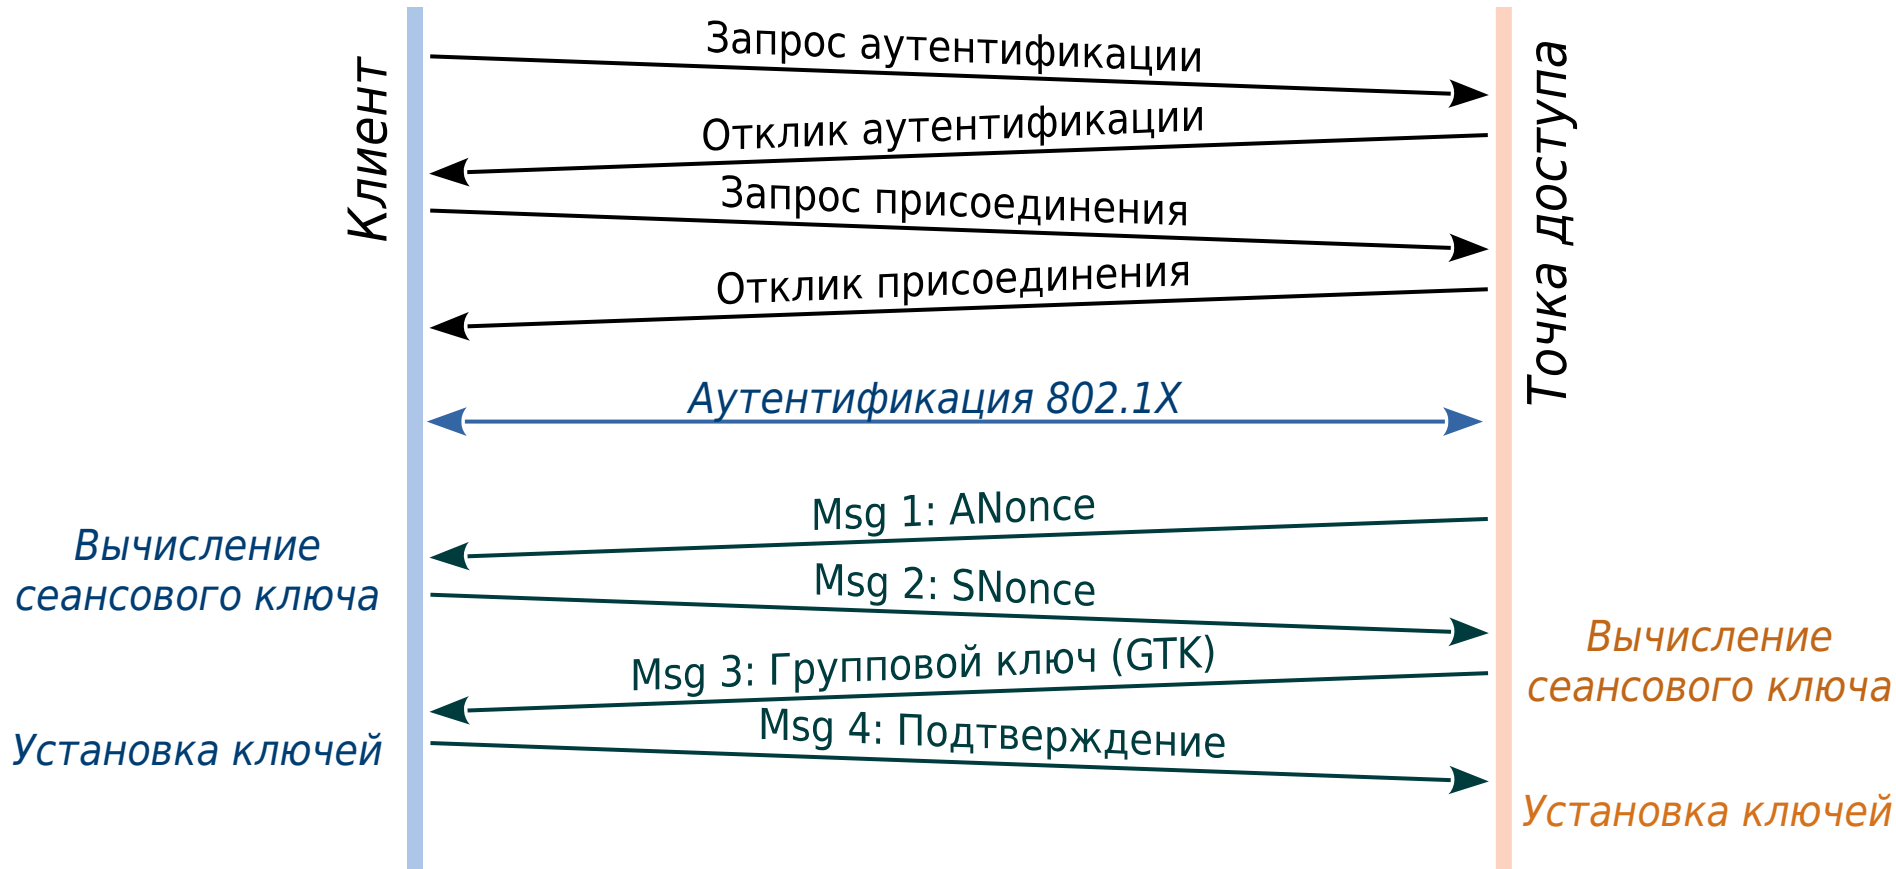 Клиент
Точка доступа
Запрос аутентификации
Отклик аутентификации
Запрос присоединения
Отклик присоединения
Аутентификация 802.1X
Msg 1: ANonce
Вычисление
сеансового ключа
Msg 2: SNonce
Вычисление
сеансового ключа
Msg 3: Групповой ключ (GTK)
Установка ключей
Msg 4: Подтверждение
Установка ключей